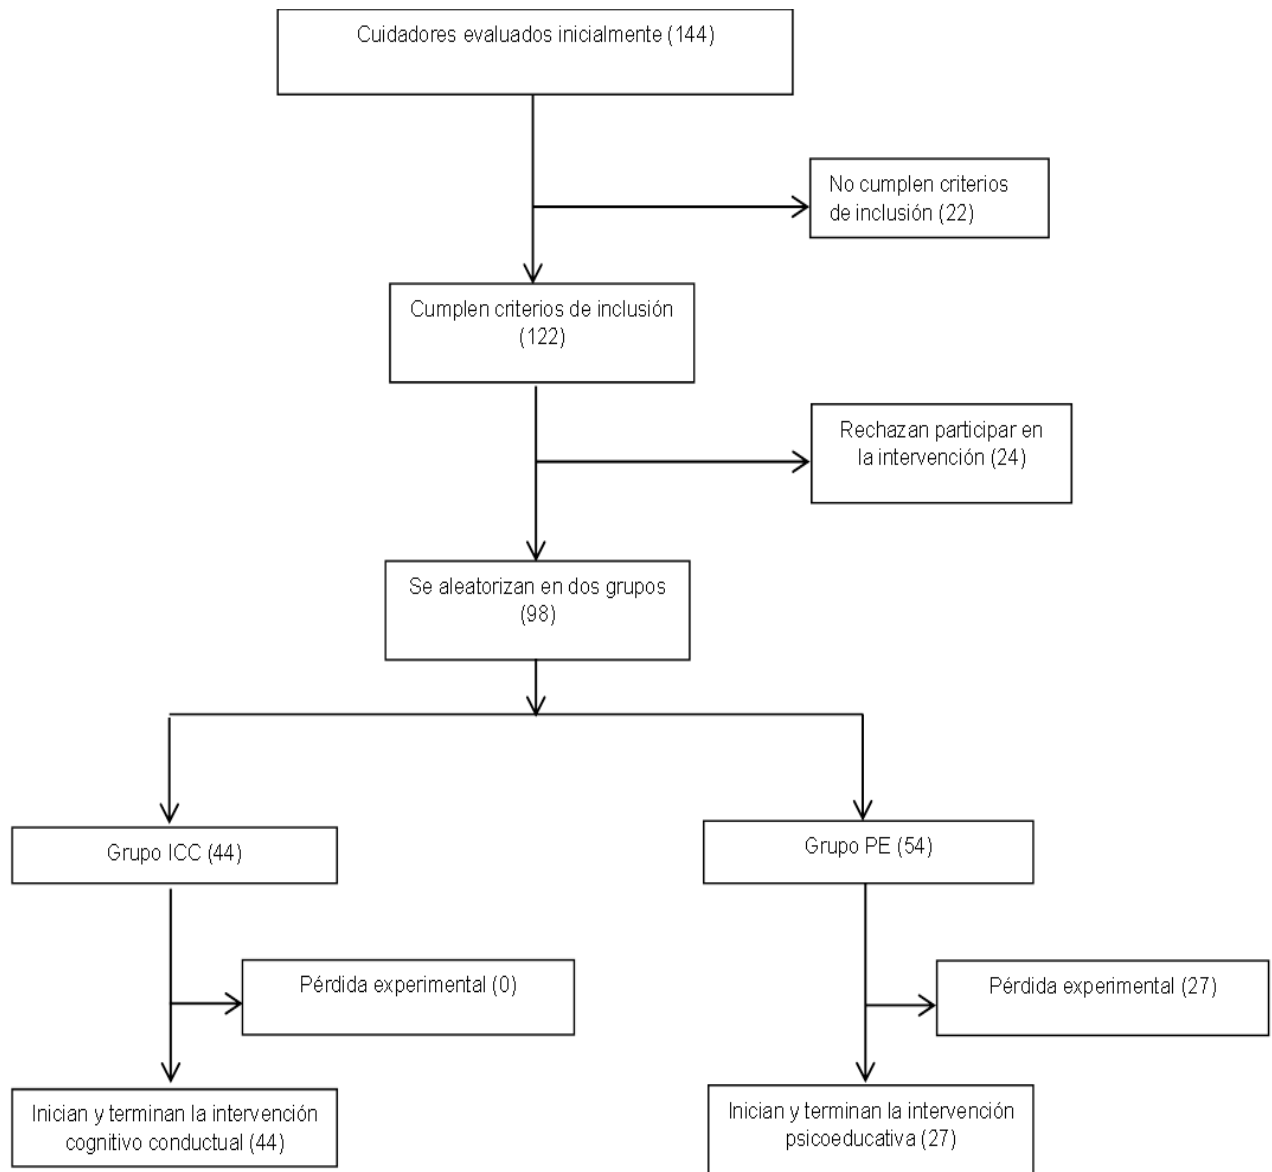 Cuidadores evaluados inicialmente (144)
No cumplen criterios
de inclusión (22)
Cumplen criterios de inclusión
(122)
Rechazan participar en
la intervención (24)
Se aleatorizan en dos grupos
(98)
Grupo ICC (44)
Grupo PE (54)
Pérdida experimental (0)
Pérdida experimental (27)
Inician y terminan la intervención
cognitivo conductual (44)
Inician y terminan la intervención
psicoeducativa (27)